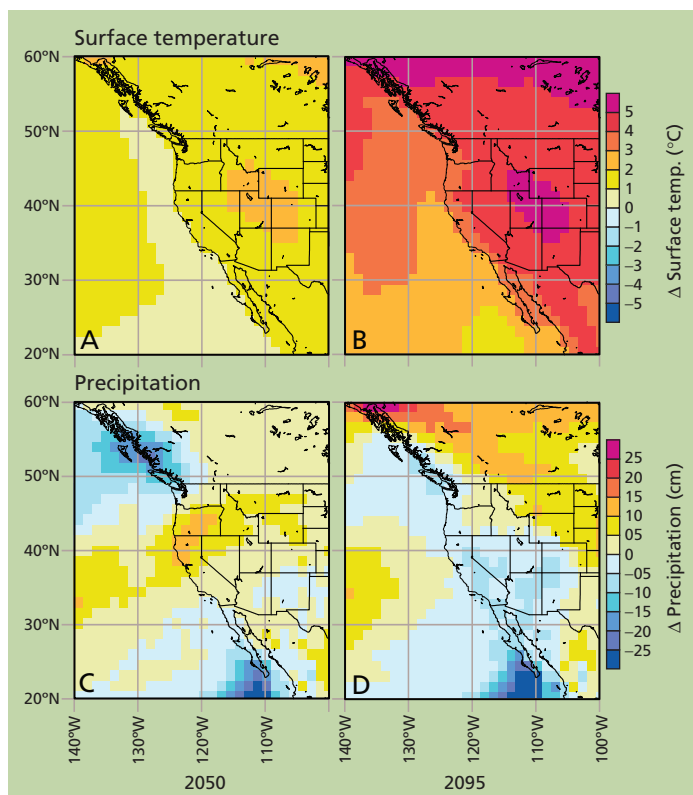 Surface temperature
60°N
50°N
40°N
30°N
20°N
A
B
5
4
3
2
1
0
–1
–2
–3
–4
–5
Δ Surface temp. (°C)
Precipitation
60°N
50°N
40°N
30°N
20°N
C
D
25
20
15
10
05
0
–05
–10
–15
–20
–25
Δ Precipitation (cm)
140°W
130°W
120°W
110°W
140°W
130°W
120°W
110°W
100°W
2050
2095